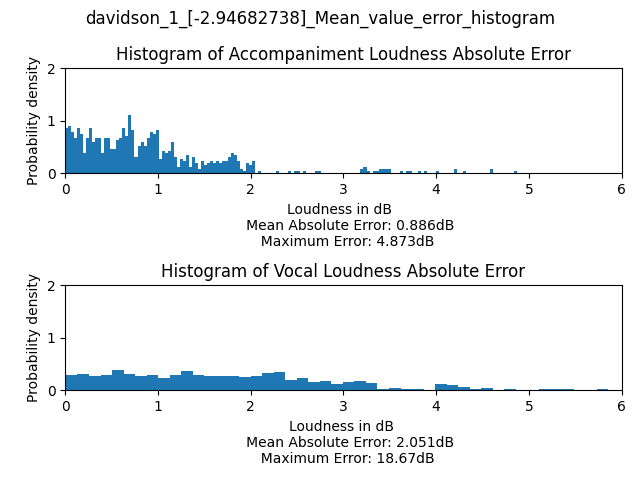 davidson_1_[-2.94682738]_Mean_value_error_histogram
Histogram of Accompaniment Loudness Absolute Error
Probability density
2
1
0
0 1 2 3 4 5 6
Loudness in dB
Mean Absolute Error: 0.886dB
Maximum Error: 4.873dB
Histogram of Vocal Loudness Absolute Error
Probability density
2
1
0
0 1 2 3 4 5 6
Loudness in dB
Mean Absolute Error: 2.051dB
Maximum Error: 18.67dB